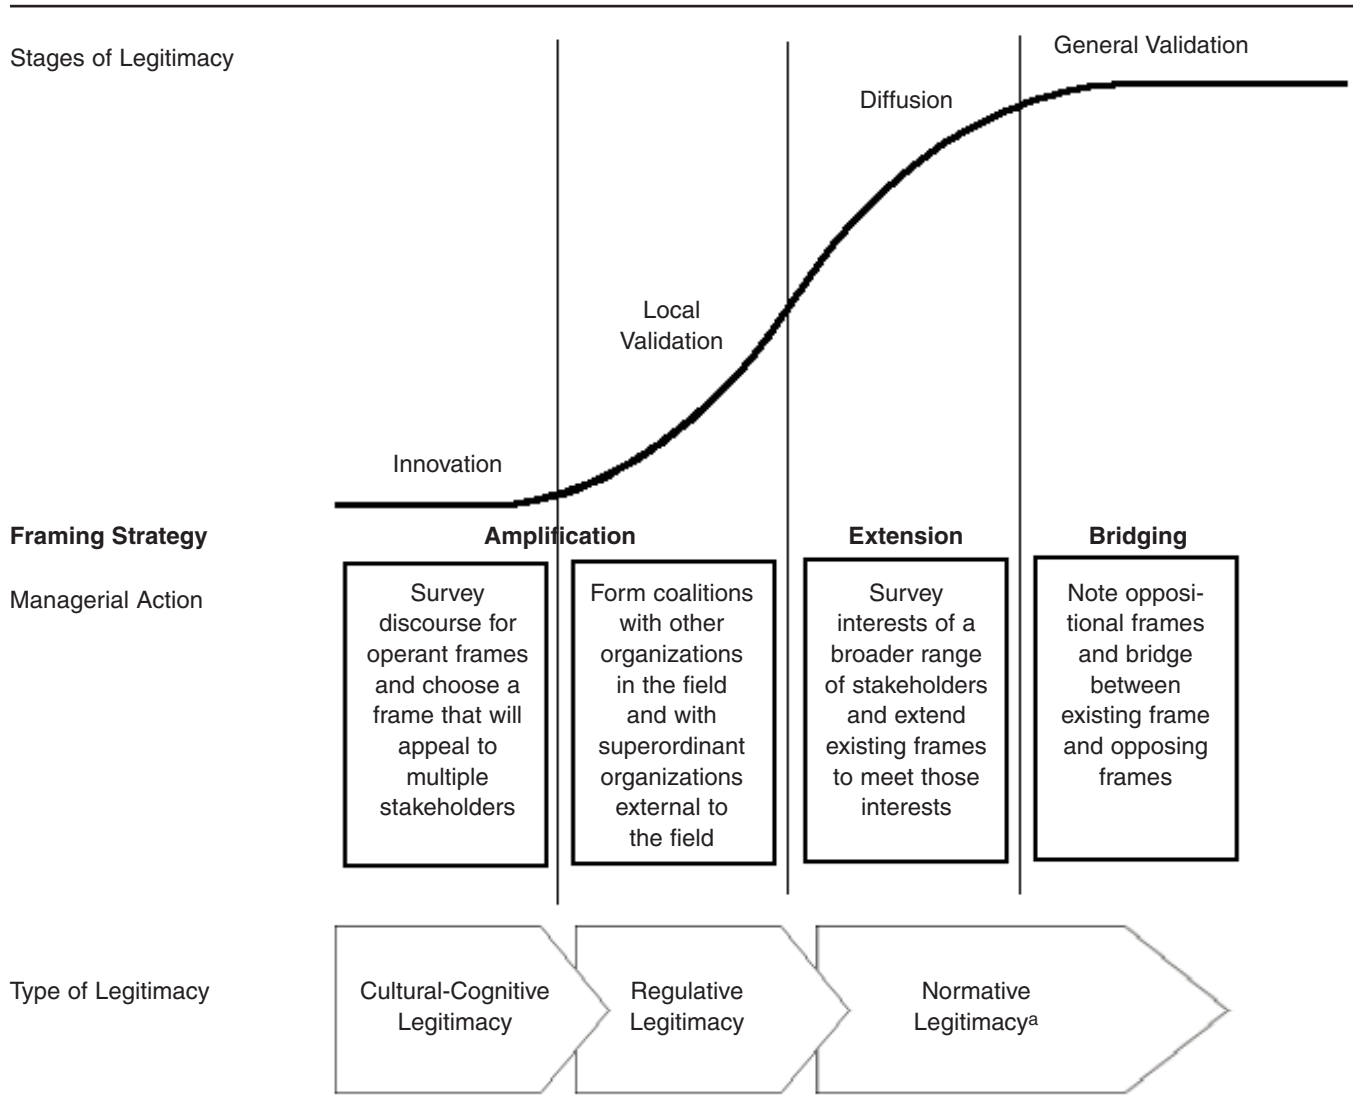 Stages of Legitimacy
General Validation
Diffusion
Local
Validation
Innovation
Framing Strategy
Amplification
Extension
Bridging
Managerial Action
Survey
discourse for
operant frames
and choose a
frame that will
appeal to
multiple
stakeholders
Form coalitions
with other
organizations
in the field
and with
superordinant
organizations
external to
the field
Survey
interests of a
broader range
of stakeholders
and extend
existing frames
to meet those
interests
Note opposi-
tional frames
and bridge
between
existing frame
and opposing
frames
Type of Legitimacy
Cultural-Cognitive
Legitimacy
Regulative
Legitimacy
Normative
Legitimacyª